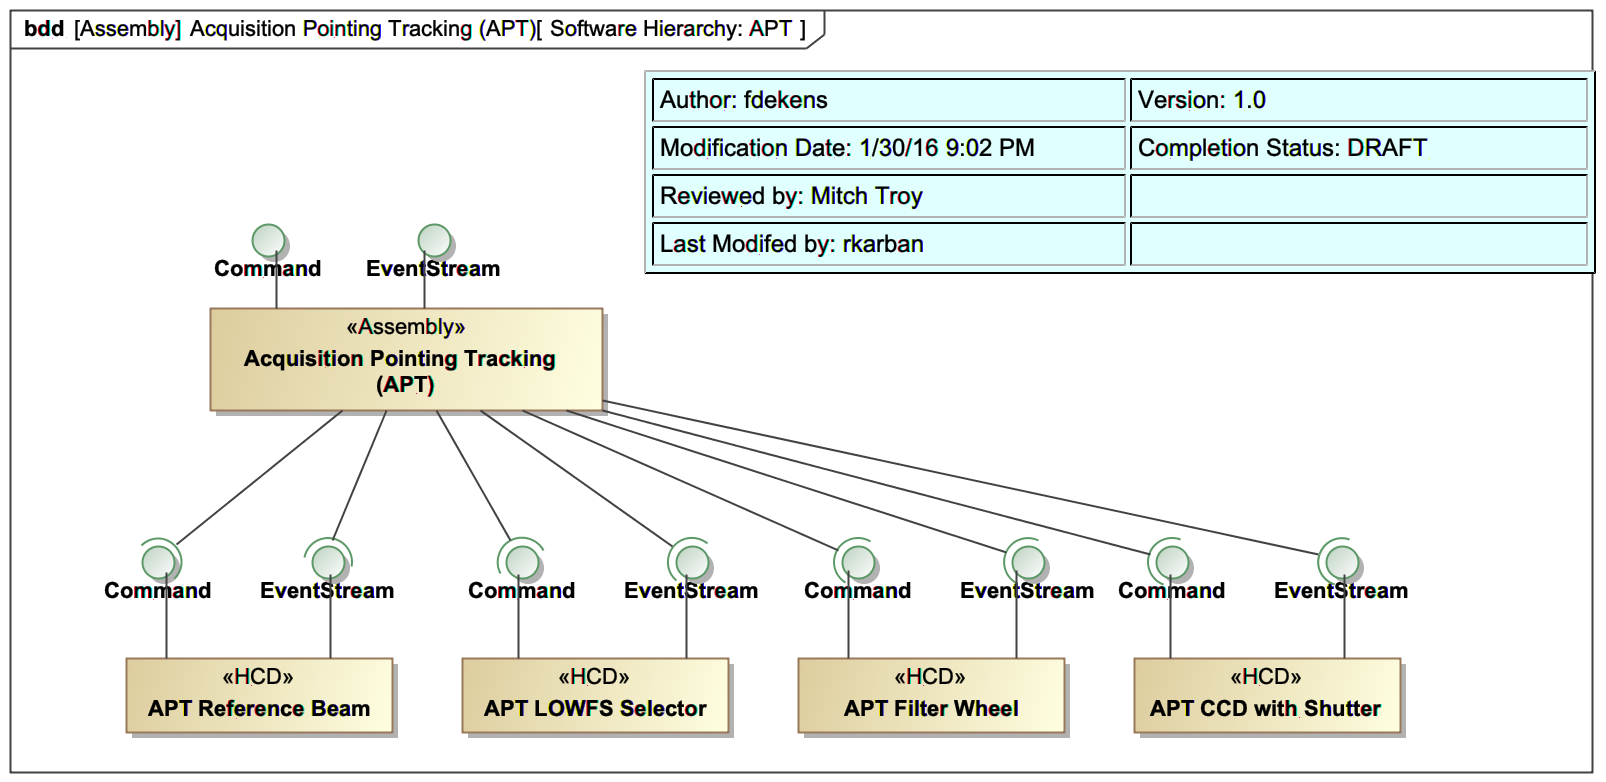 bdd [Assembly] Acquisition Pointing Tracking (APT)[ Software Hierarchy: APT ]
Author: fdekens
Version: 1.0
Modification Date: 1/30/16 9:02 PM
Completion Status: DRAFT
Reviewed by: Mitch Troy
Last Modifed by: rkarban
Command
EventStream
«Assembly»
Acquisition Pointing Tracking
(APT)
Command
EventStream
Command
EventStream
Command
EventStream
Command
EventStream
«HCD»
APT Reference Beam
«HCD»
APT LOWFS Selector
«HCD»
APT Filter Wheel
«HCD»
APT CCD with Shutter